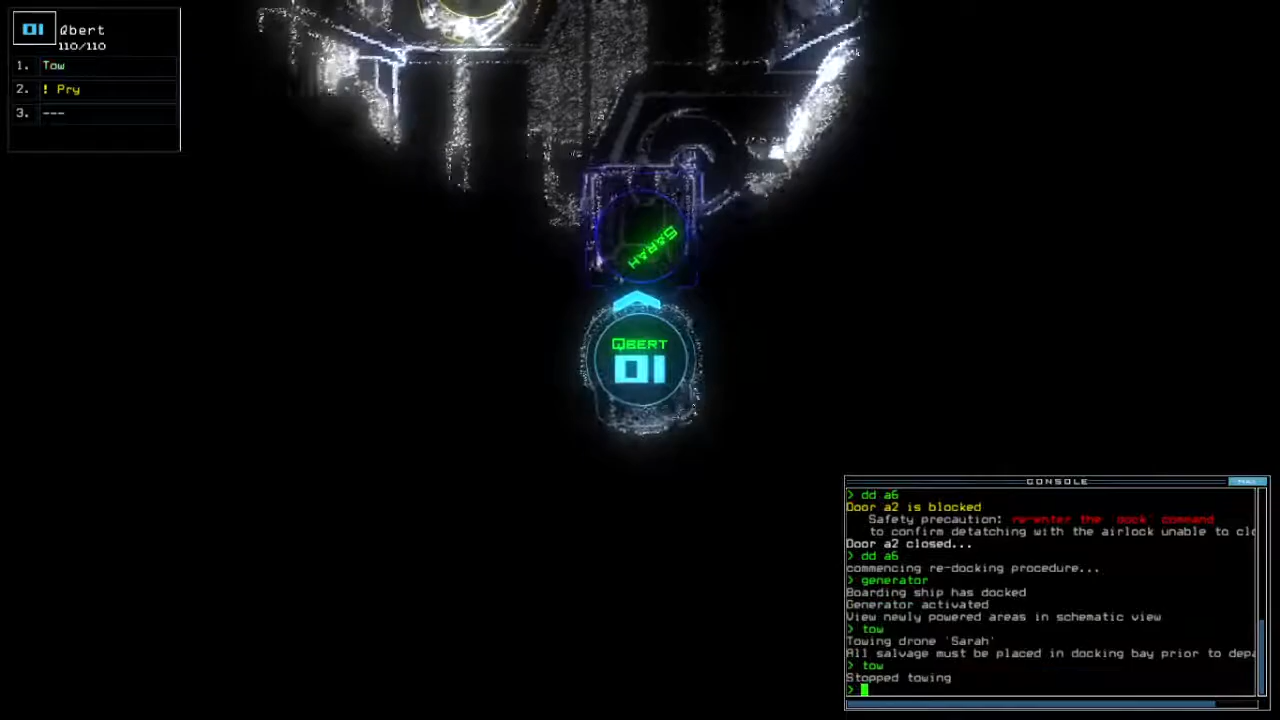 01 Qbert
110/110
1. Tow
2. ! Pry
3. ---
SARAH
QBERT
01
CONSOLE
> dd a6
Door a2 is blocked
Safety precaution: re-enter the 'dock' command
to confirm detatching with the airlock unable to clo
Door a2 closed...
> dd a6
commencing re-docking procedure...
> generator
Boarding ship has docked
Generator activated
View newly powered areas in schematic view
> tow
Towing drone 'Sarah'
All salvage must be placed in docking bay prior to depa
> tow
Stopped towing
>